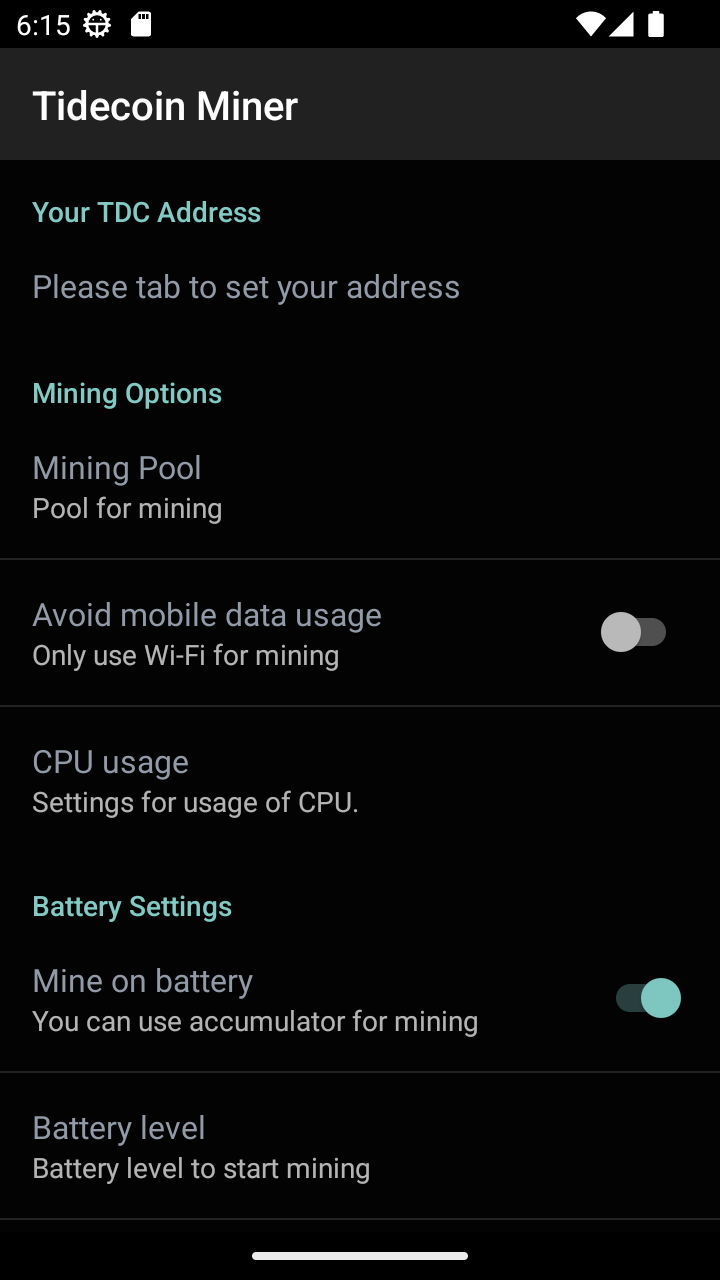 6:15
Tidecoin Miner
Your TDC Address
Please tab to set your address
Mining Options
Mining Pool
Pool for mining
Avoid mobile data usage
Only use Wi-Fi for mining
CPU usage
Settings for usage of CPU.
Battery Settings
Mine on battery
You can use accumulator for mining
Battery level
Battery level to start mining